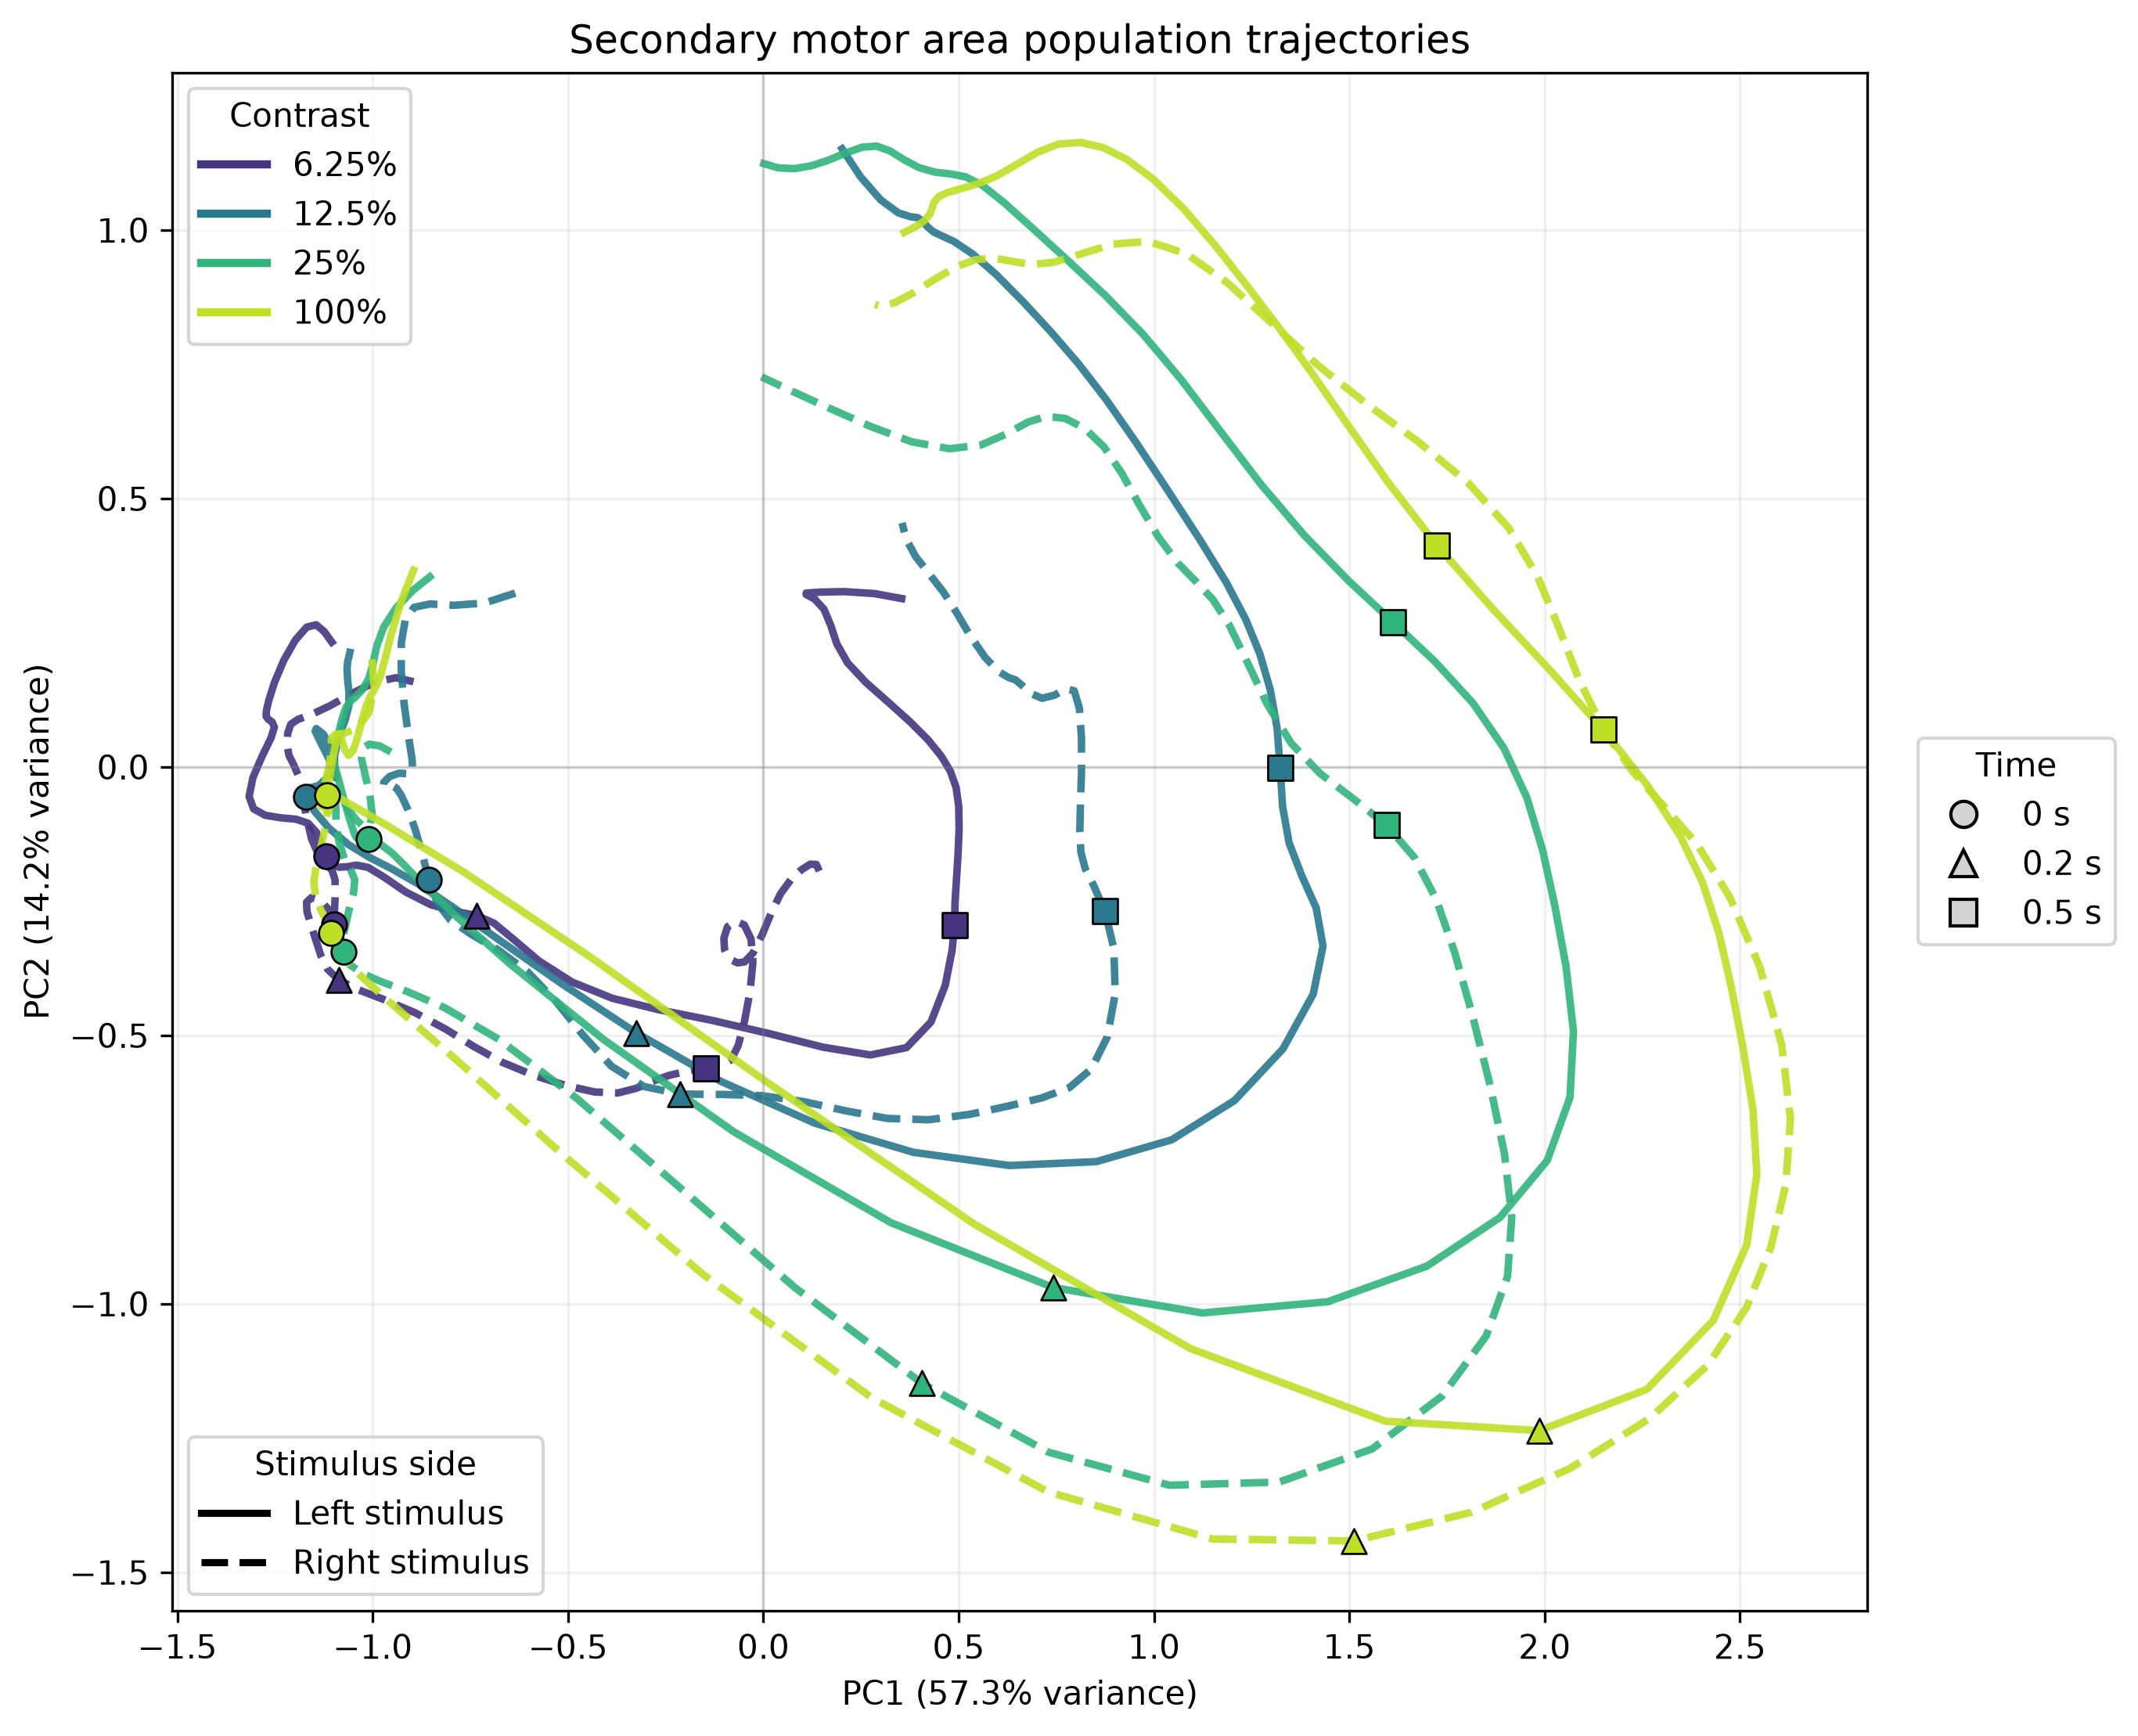 Secondary motor area population trajectories
Contrast
6.25%
12.5%
25%
100%
1.0
0.5
0.0
−0.5
−1.0
−1.5
PC2 (14.2% variance)
Time
0 s
0.2 s
0.5 s
Stimulus side
Left stimulus
Right stimulus
−1.5 −1.0 −0.5 0.0 0.5 1.0 1.5 2.0 2.5
PC1 (57.3% variance)